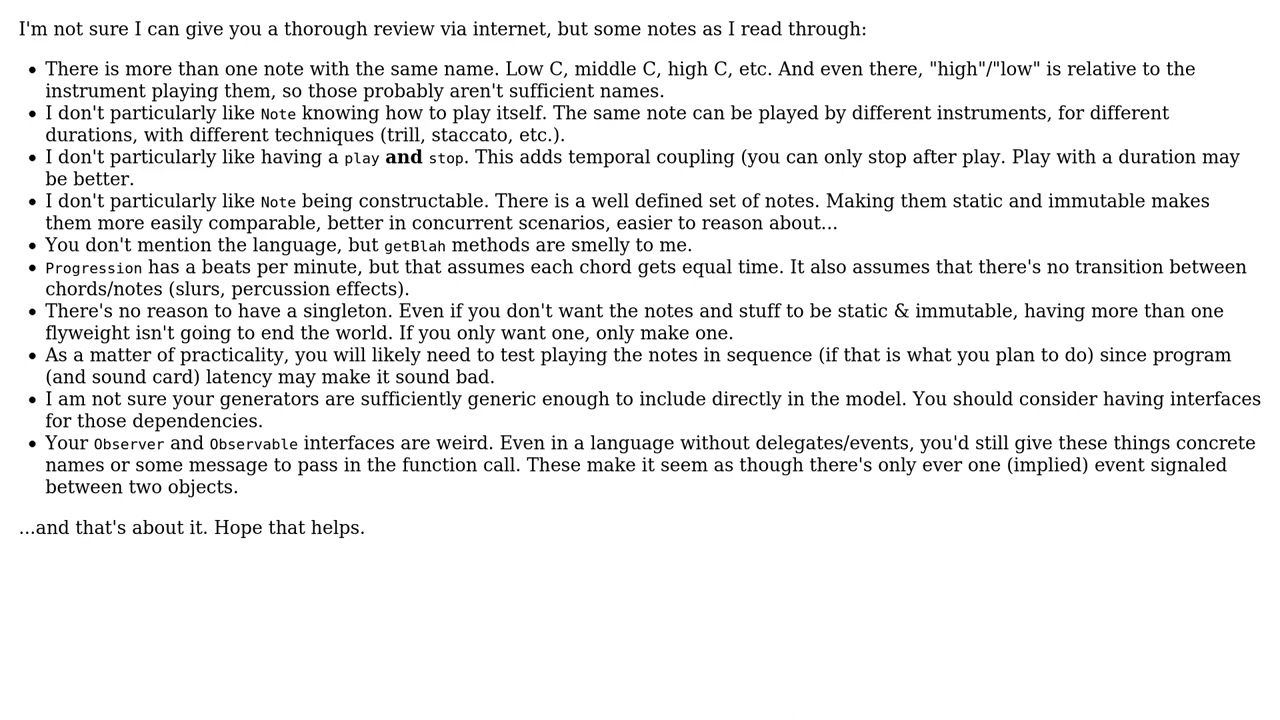 I'm not sure I can give you a thorough review via internet, but some notes as I read through:
• There is more than one note with the same name. Low C, middle C, high C, etc. And even there, "high"/"low" is relative to the
instrument playing them, so those probably aren't sufficient names.
• I don't particularly like Note knowing how to play itself. The same note can be played by different instruments, for different
durations, with different techniques (trill, staccato, etc.).
• I don't particularly like having a play and stop. This adds temporal coupling (you can only stop after play. Play with a duration may
be better.
• I don't particularly like Note being constructable. There is a well defined set of notes. Making them static and immutable makes
them more easily comparable, better in concurrent scenarios, easier to reason about...
• You don't mention the language, but getBlah methods are smelly to me.
• Progression has a beats per minute, but that assumes each chord gets equal time. It also assumes that there's no transition between
chords/notes (slurs, percussion effects).
• There's no reason to have a singleton. Even if you don't want the notes and stuff to be static & immutable, having more than one
flyweight isn't going to end the world. If you only want one, only make one.
• As a matter of practicality, you will likely need to test playing the notes in sequence (if that is what you plan to do) since program
(and sound card) latency may make it sound bad.
• I am not sure your generators are sufficiently generic enough to include directly in the model. You should consider having interfaces
for those dependencies.
• Your Observer and Observable interfaces are weird. Even in a language without delegates/events, you'd still give these things concrete
names or some message to pass in the function call. These make it seem as though there's only ever one (implied) event signaled
between two objects.
...and that's about it. Hope that helps.